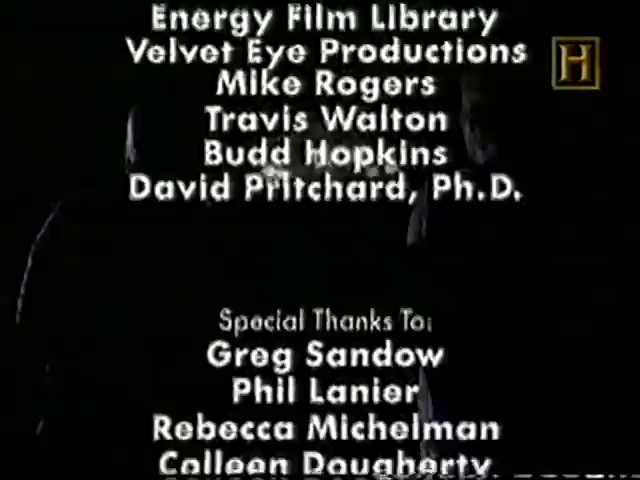 Energy Film Library
Velvet Eye Productions
H
Mike Rogers
Travis Walton
Budd Hopkins
David Pritchard, Ph.D.
Special Thanks To:
Greg Sandow
Phil Lanier
Rebecca Michelman
Colleen Dougherty